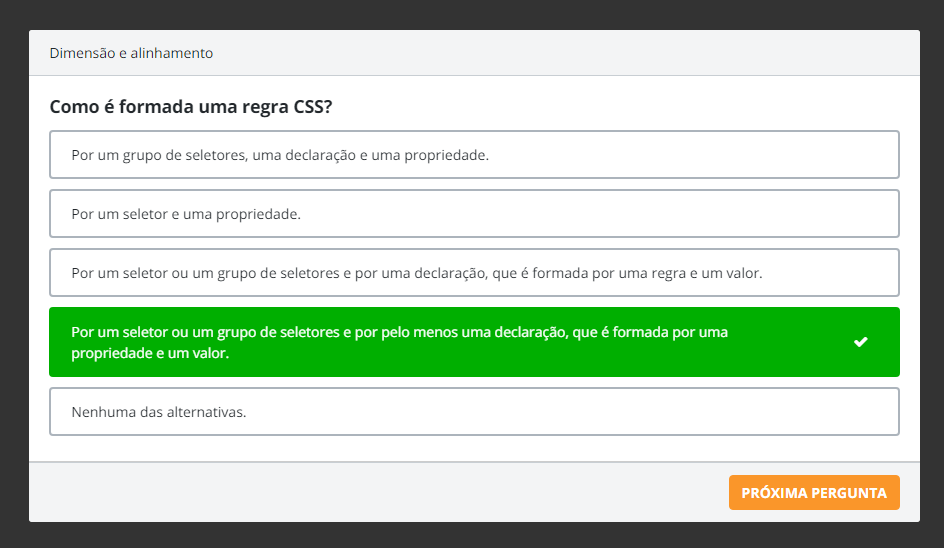 Dimensão e alinhamento
Como é formada uma regra CSS?
Por um grupo de seletores, uma declaração e uma propriedade.
Por um seletor e uma propriedade.
Por um seletor ou um grupo de seletores e por uma declaração, que é formada por uma regra e um valor.
Por um seletor ou um grupo de seletores e por pelo menos uma declaração, que é formada por uma
propriedade e um valor.
Nenhuma das alternativas.
PRÓXIMA PERGUNTA